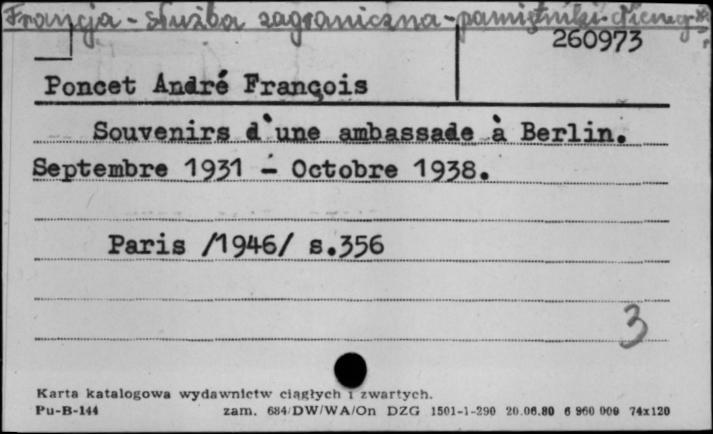 Francja - służba zagraniczna - pamiętniki
260973
Poncet André François
Souvenirs d'une ambassade à Berlin.
Septembre 1931 - Octobre 1938.
Paris /1946/ s.356
3
Karta katalogowa wydawnictw ciągłych i zwartych.
Pu-B-144 zam. 684/DW/WA/On DZG 1501-1-290 20.06.80 6 960 000 74x120